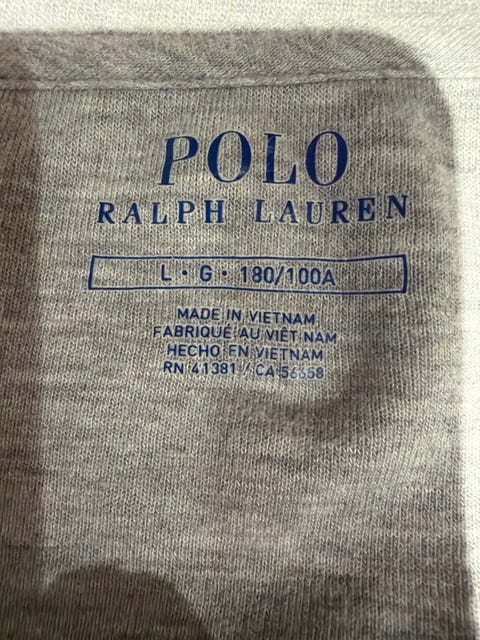 POLO
RALPH LAUREN
L · G · 180/100A
MADE IN VIETNAM
FABRIQUÉ AU VIÊT NAM
HECHO EN VIETNAM
RN 41381 / CA 56658